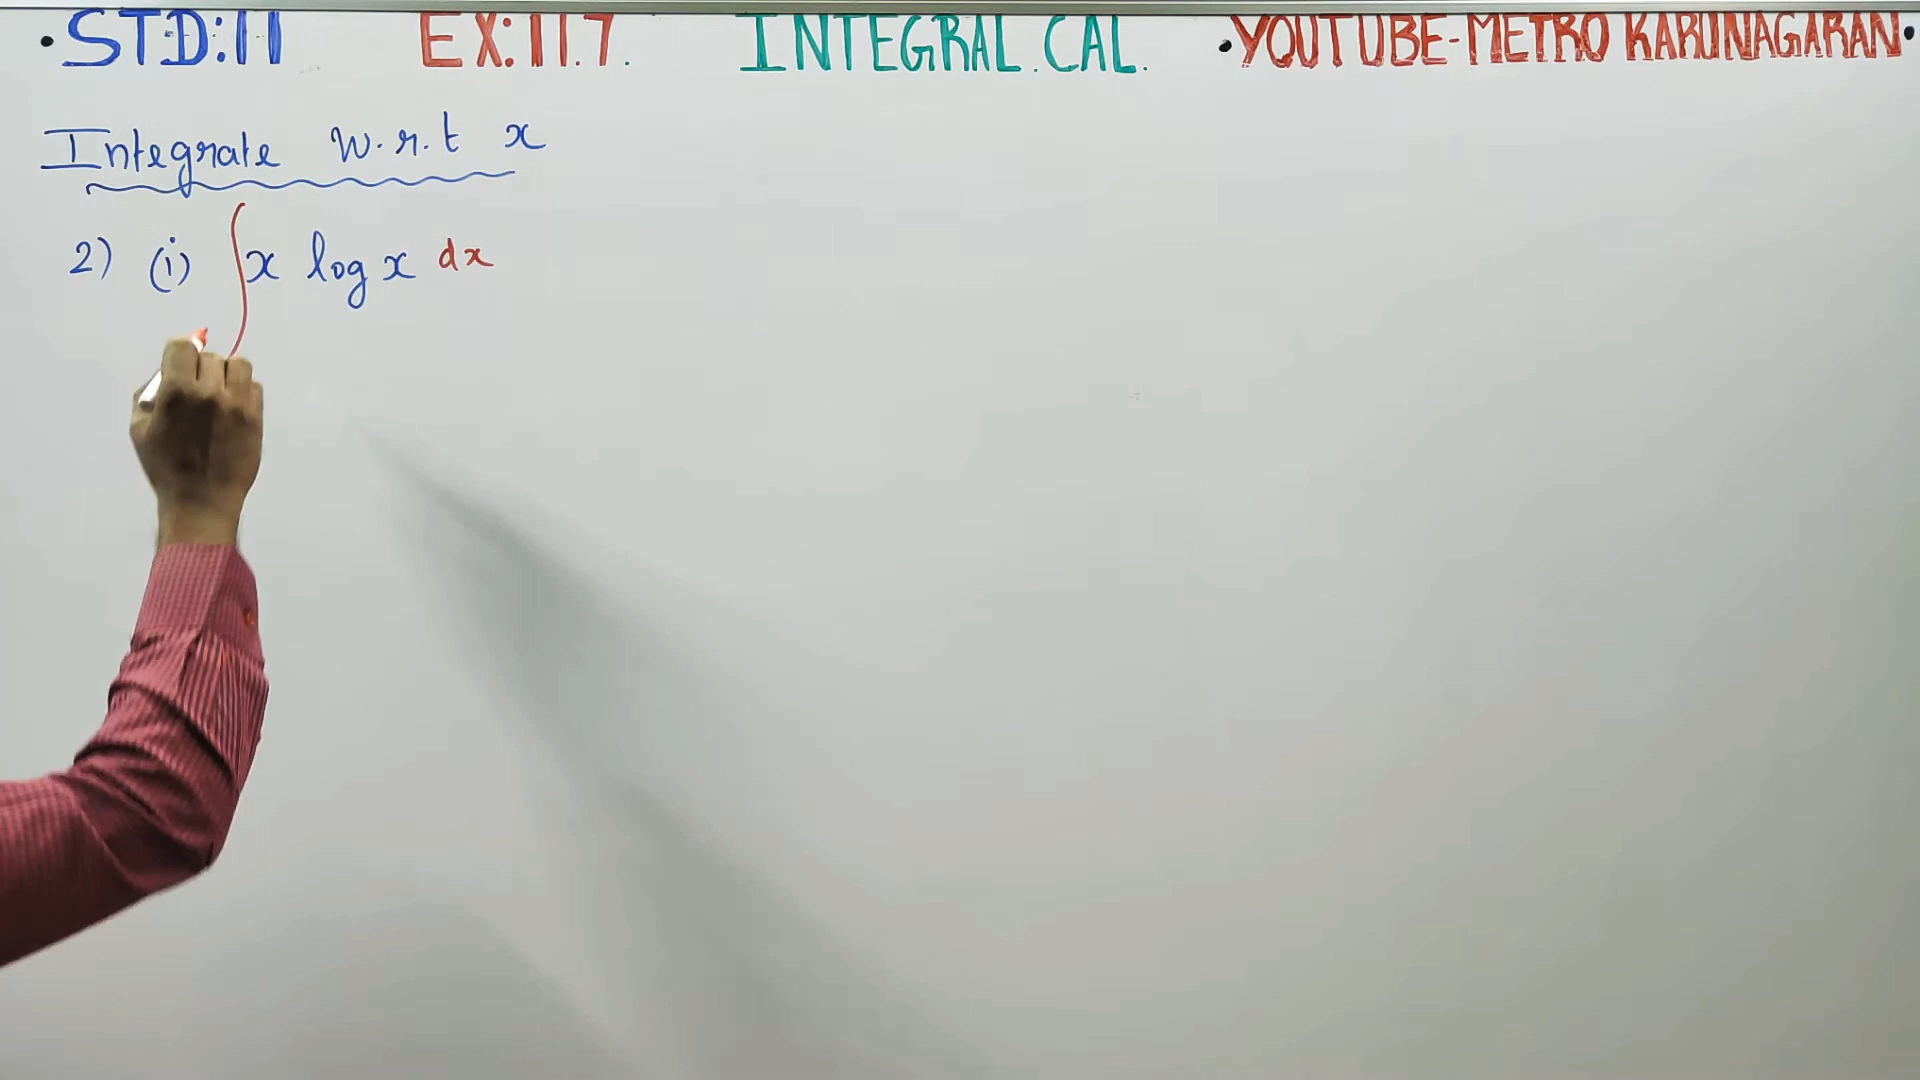 • STD:11 EX:11.7. INTEGRAL.CAL. • YOUTUBE-METRO KARUNAGARAN •
Integrate w.r.t x
2) (i) ∫x log x dx